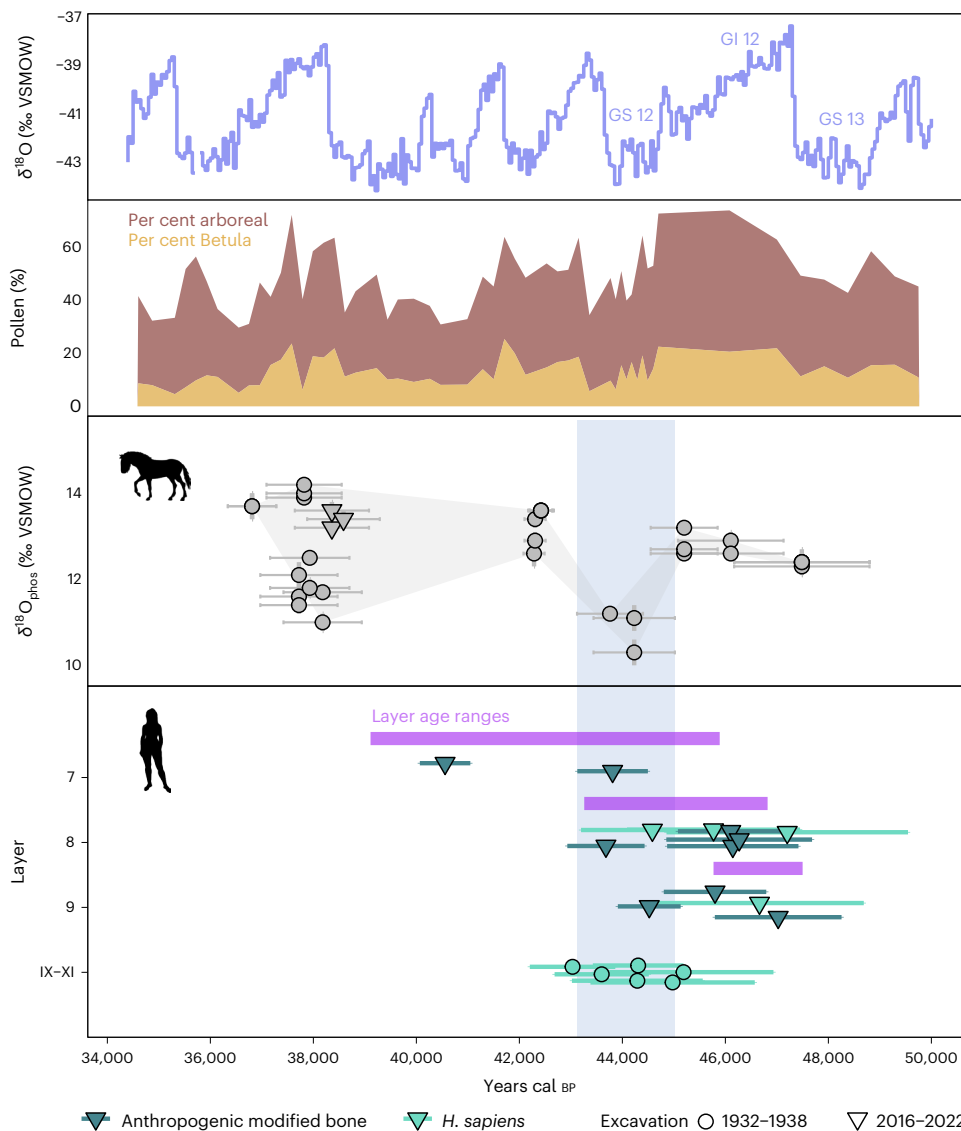 −37
−39
−41
−43
δ18O (‰ VSMOW)
GI 12
GS 12
GS 13
Per cent arboreal
Per cent Betula
60
40
20
0
Pollen (%)
14
12
10
δ18Ophos (‰ VSMOW)
Layer age ranges
7
8
9
IX–XI
Layer
34,000 36,000 38,000 40,000 42,000 44,000 46,000 48,000 50,000
Years cal BP
Anthropogenic modified bone H. sapiens Excavation 1932–1938 2016–2022